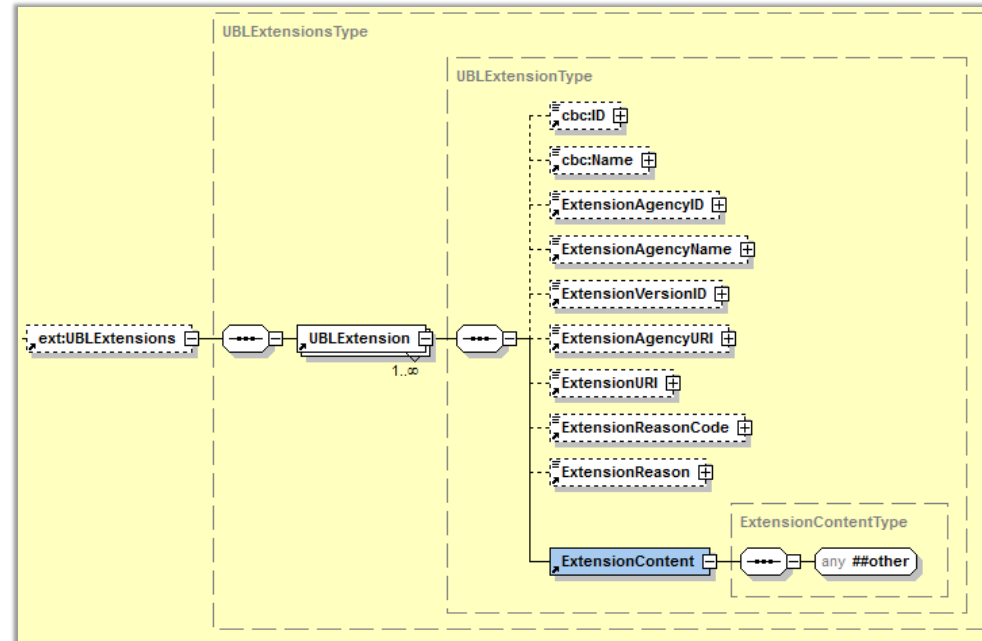 UBLExtensionsType
UBLExtensionType
cbc:ID
cbc:Name
ExtensionAgencyID
ExtensionAgencyName
ExtensionVersionID
ext:UBLExtensions
UBLExtension
1..∞
ExtensionAgencyURI
ExtensionURI
ExtensionReasonCode
ExtensionReason
ExtensionContentType
ExtensionContent
any ##other